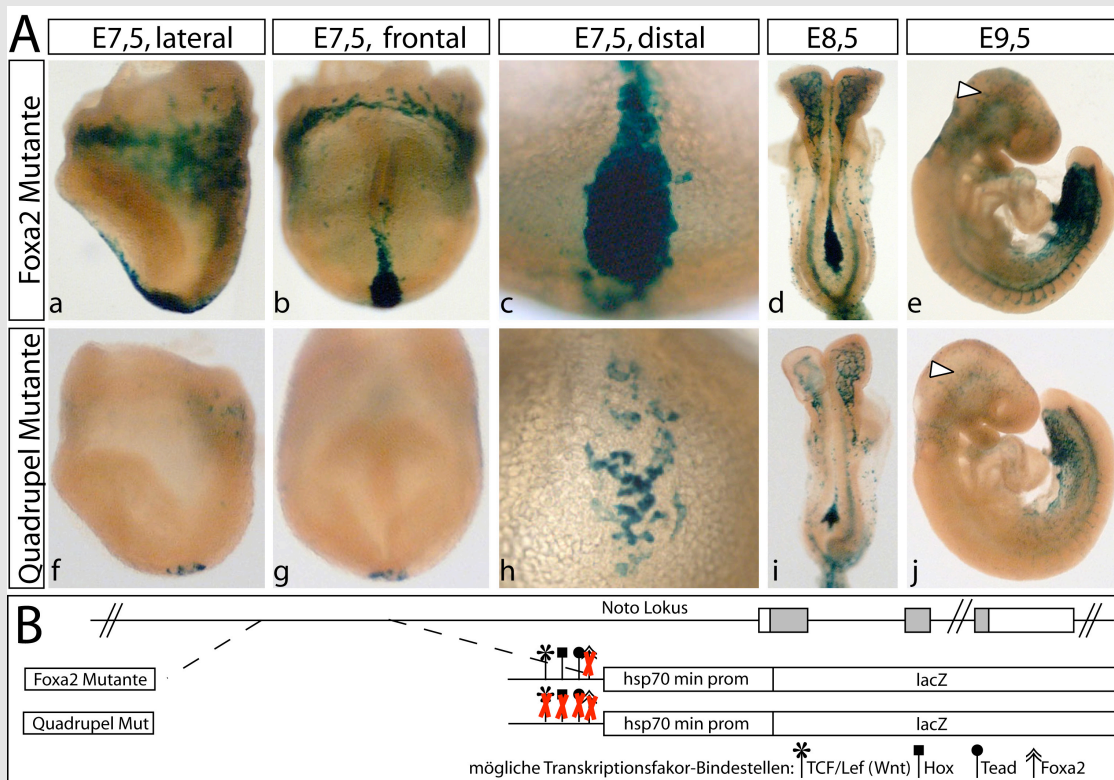 A
E7,5, lateral
E7,5, frontal
E7,5, distal
E8,5
E9,5
Foxa2 Mutante
a
b
c
d
e
Quadrupel Mutante
f
g
h
i
j
B
Noto Lokus
Foxa2 Mutante
hsp70 min prom
lacZ
Quadrupel Mut
hsp70 min prom
lacZ
mögliche Transkriptionsfakor-Bindestellen: TCF/Lef (Wnt) Hox Tead Foxa2